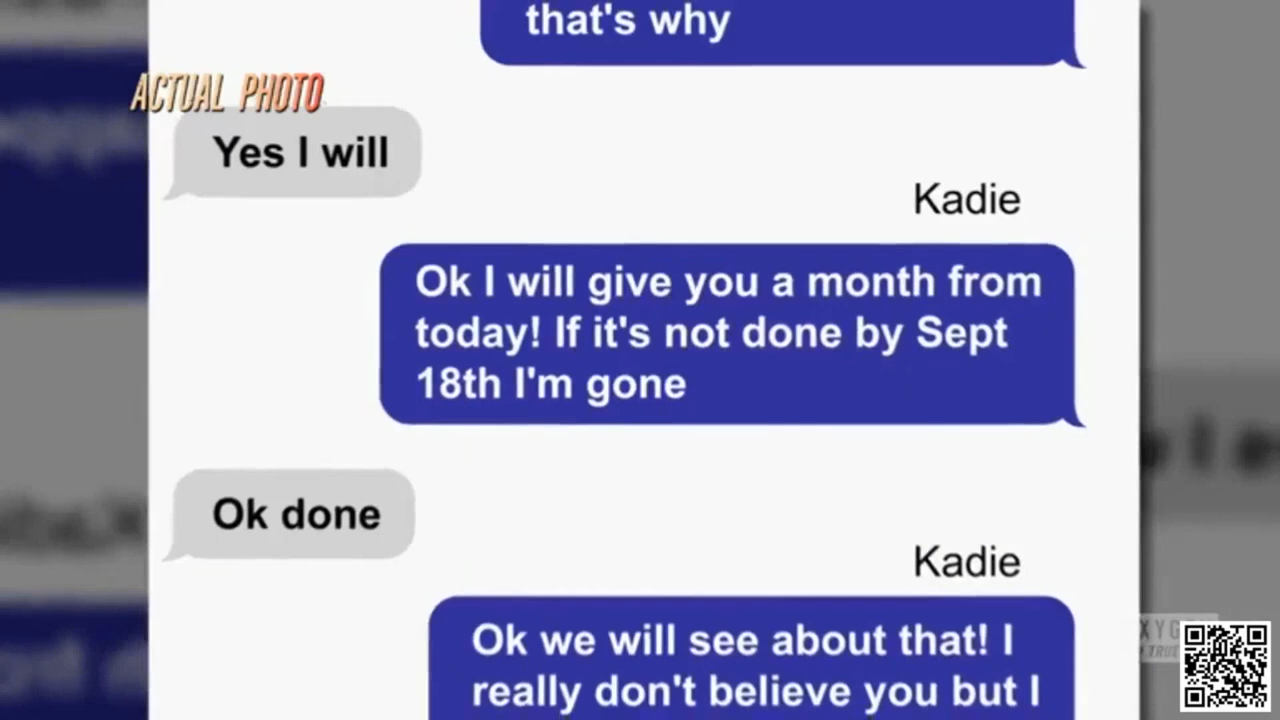 that's why
ACTUAL PHOTO
Yes I will
Kadie
Ok I will give you a month from
today! If it's not done by Sept
18th I'm gone
Ok done
Kadie
Ok we will see about that! I
really don't believe you but I